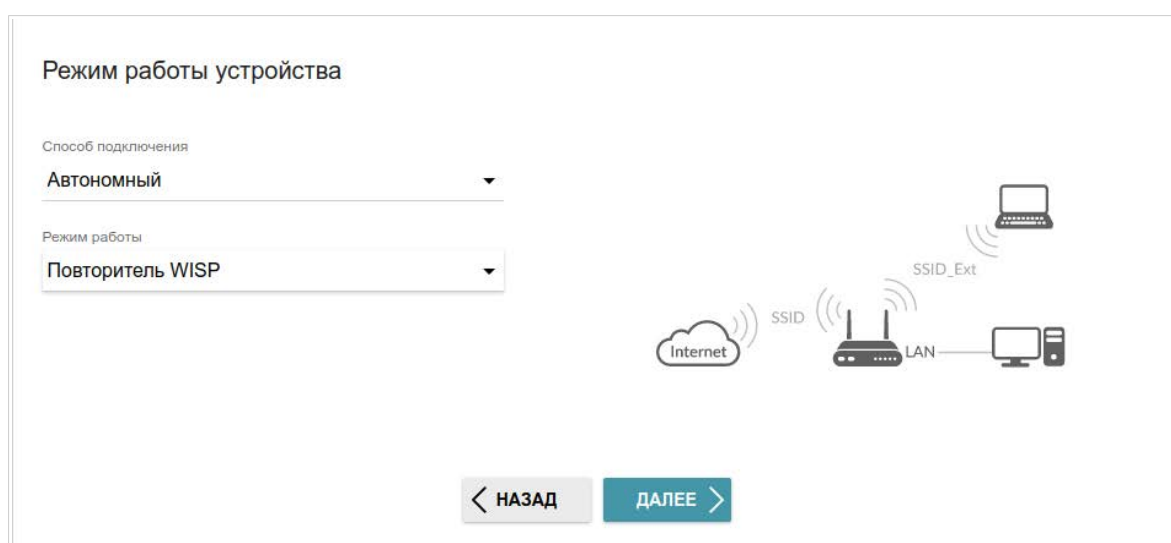 Режим работы устройства
Способ подключения
Автономный
Режим работы
Повторитель WISP
SSID_Ext
SSID
Internet
LAN
НАЗАД
ДАЛЕЕ